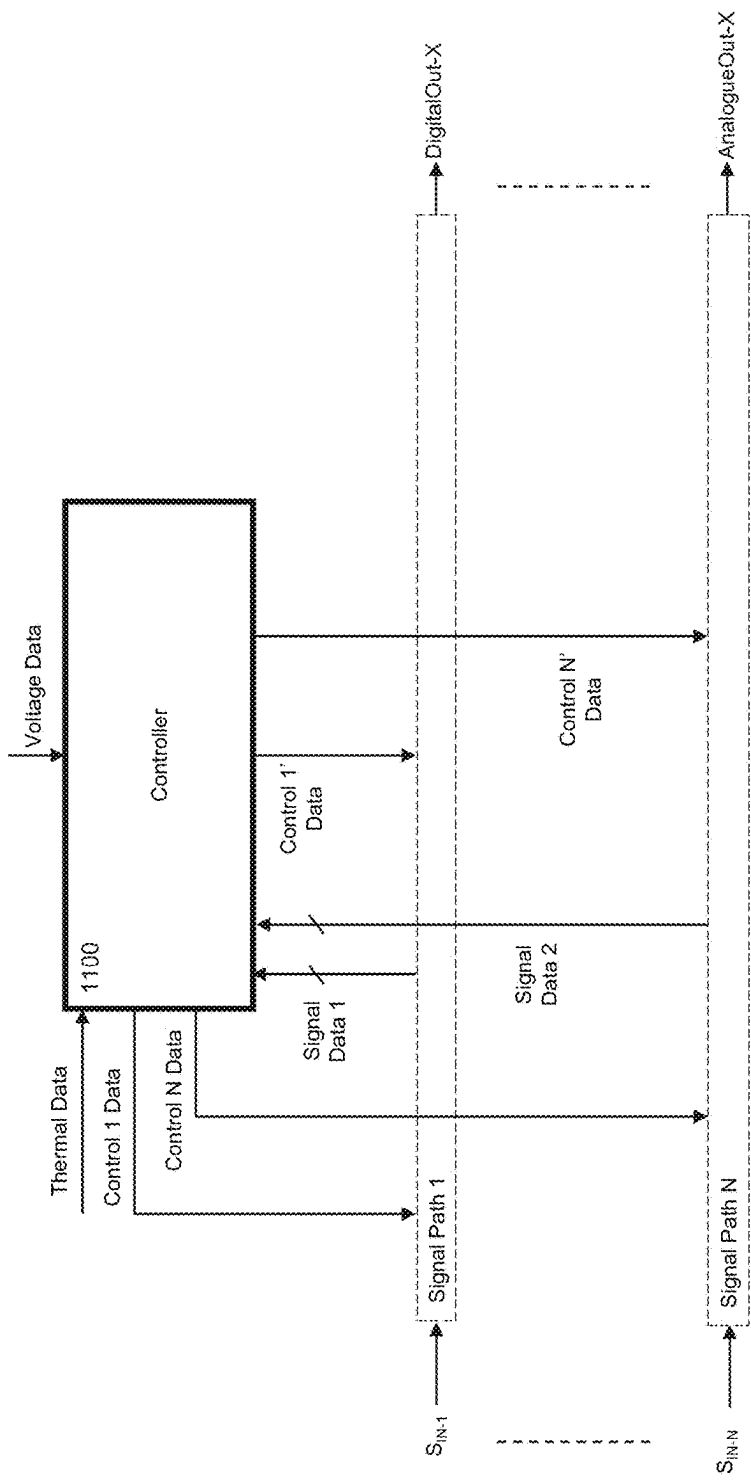 Voltage Data
Thermal Data
1100
Controller
Control 1 Data
Control N Data
Signal
Data 1
Control 1'
Data
Signal
Data 2
Control N'
Data
S_IN-1
Signal Path 1
DigitalOut-X
S_IN-N
Signal Path N
AnalogueOut-X